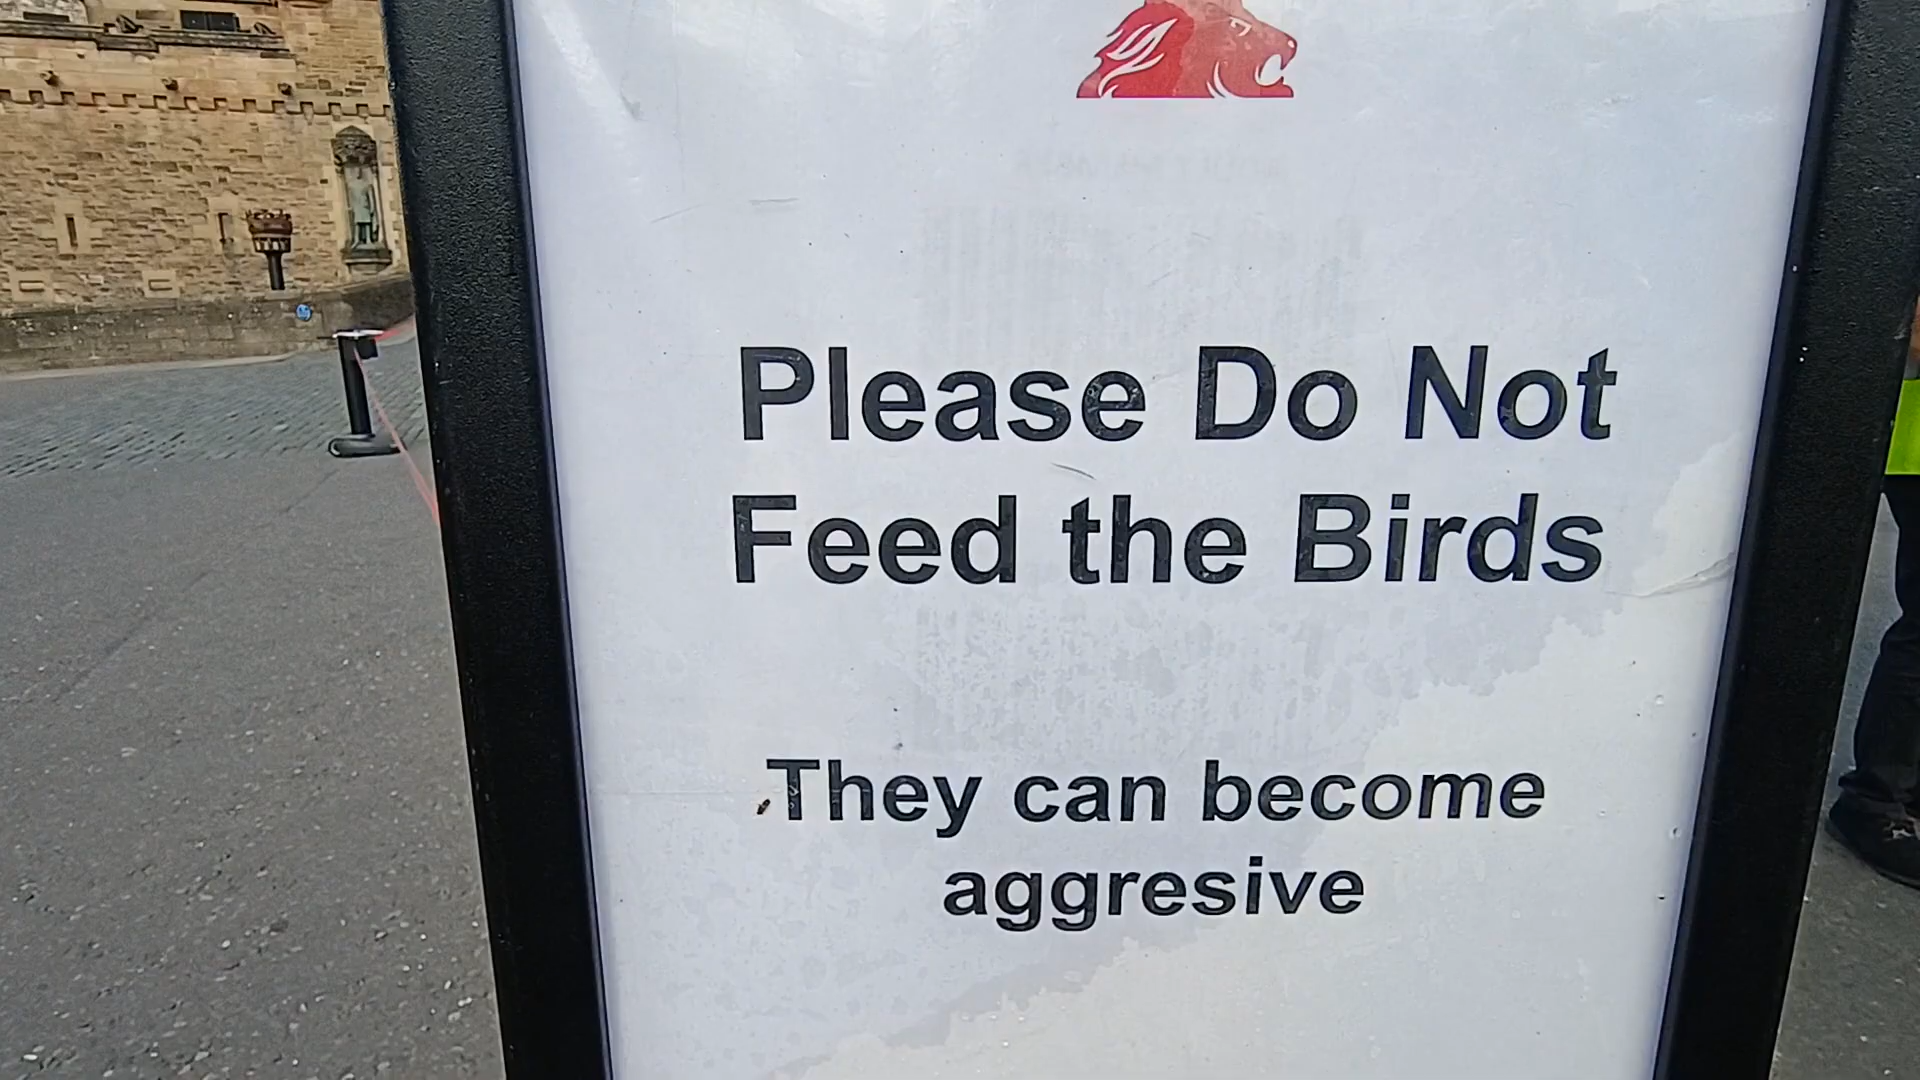 Please Do Not
Feed the Birds
They can become
aggresive